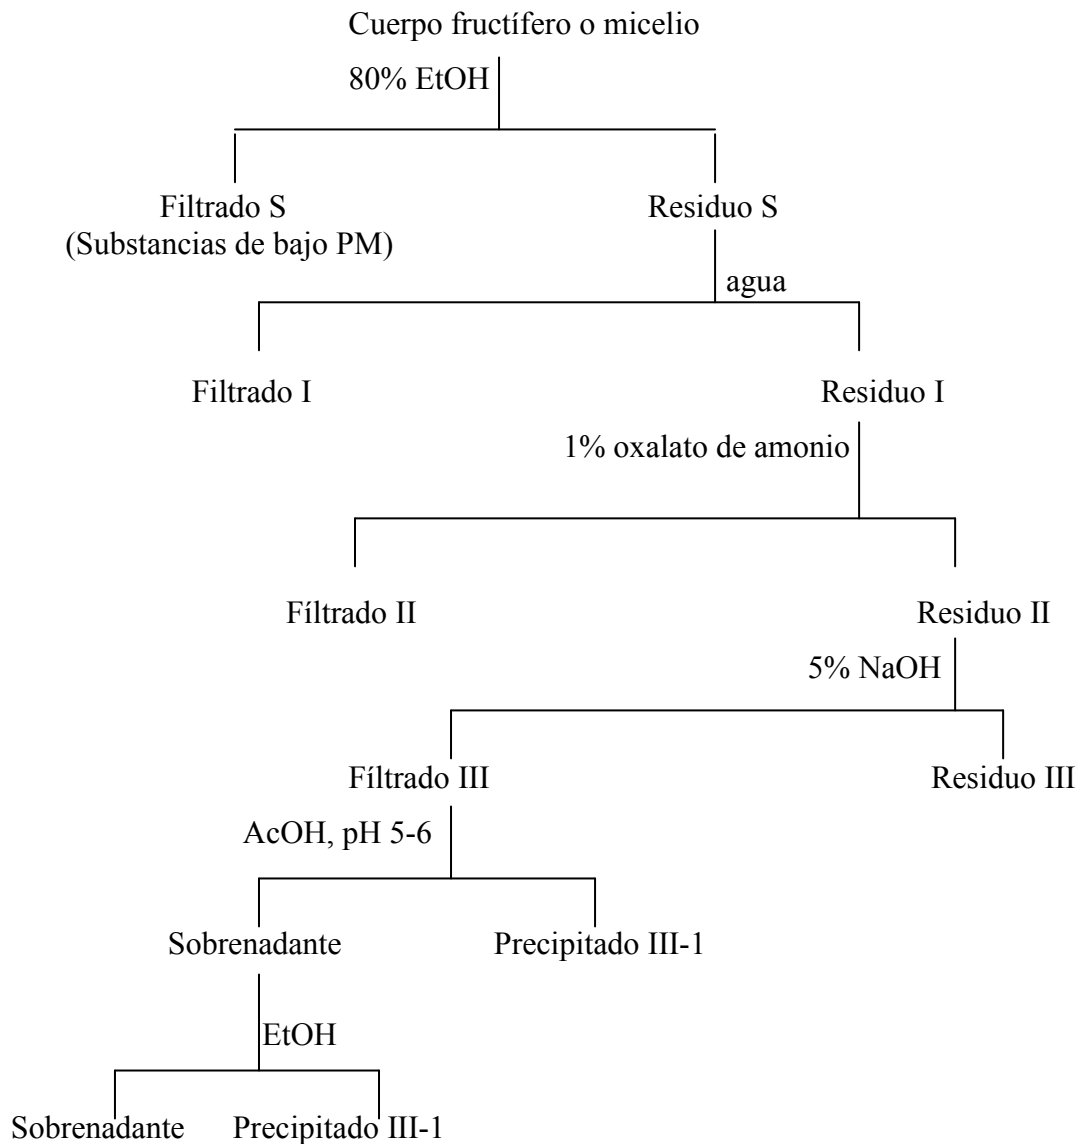 Cuerpo fructífero o micelio
80% EtOH
Filtrado S
(Substancias de bajo PM)
Residuo S
agua
Filtrado I
Residuo I
1% oxalato de amonio
Fíltrado II
Residuo II
5% NaOH
Fíltrado III
Residuo III
AcOH, pH 5-6
Sobrenadante
Precipitado III-1
EtOH
Sobrenadante
Precipitado III-1